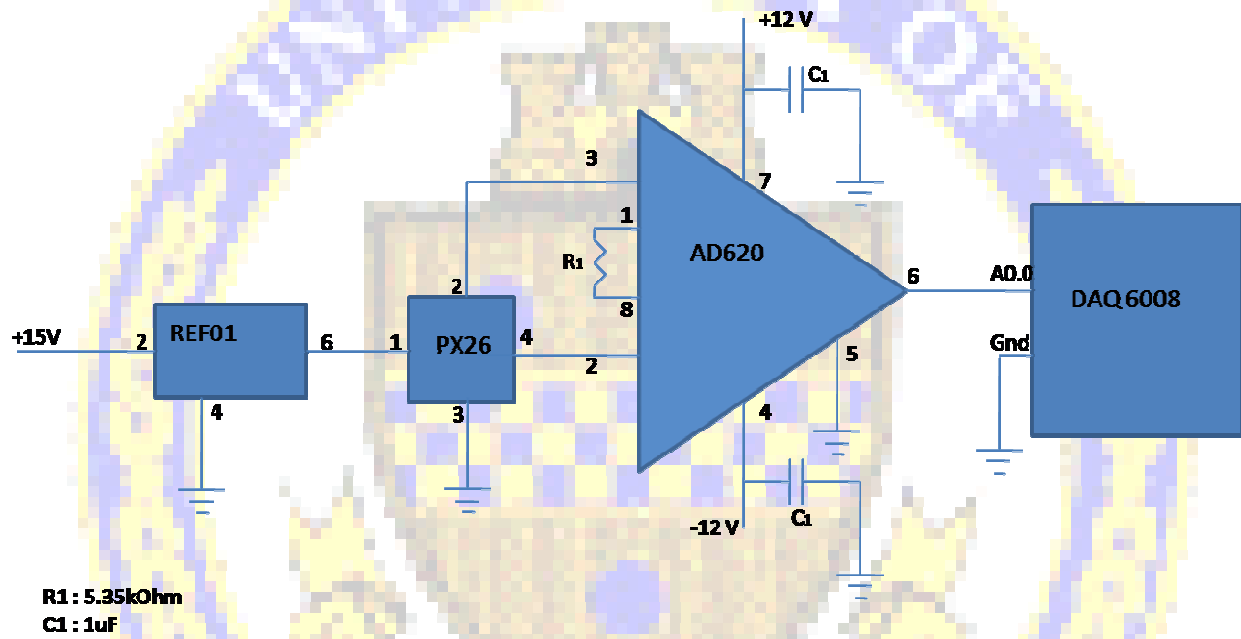 +12 V
C1
3
7
1
AD620
R1
6
A0.0
2
8
DAQ 6008
+15V
2
REF01
6
1
PX26
4
2
5
Gnd
4
3
4
-12 V
C1
R1 : 5.35kOhm
C1 : 1uF